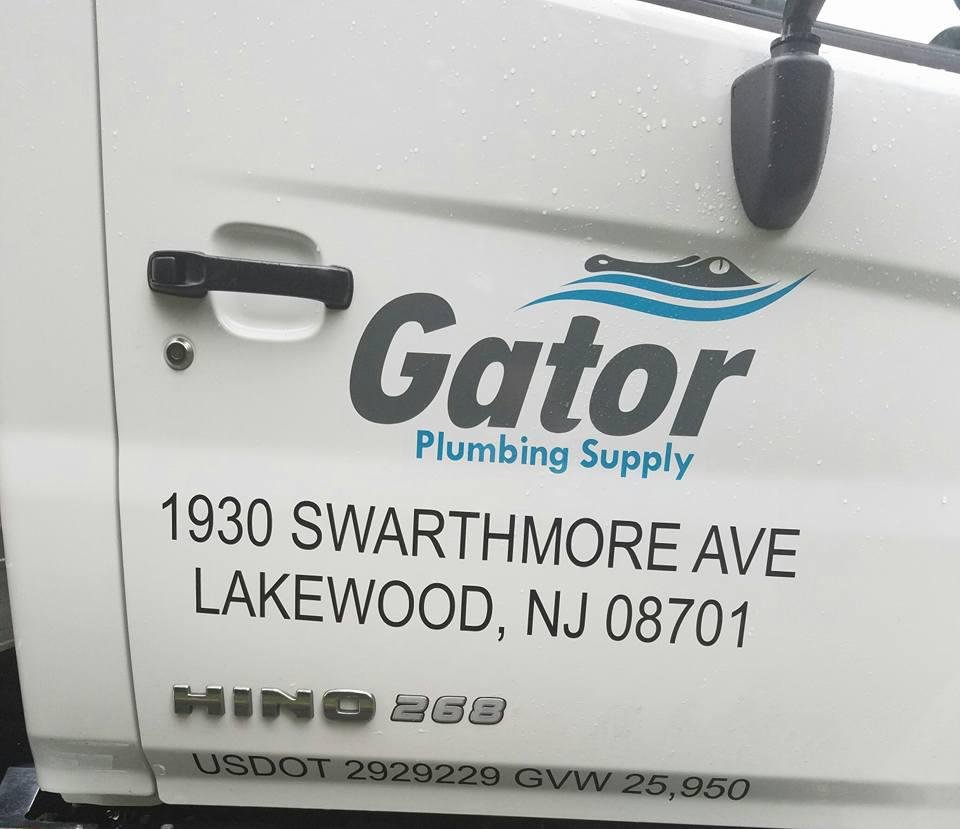 Gator
Plumbing Supply
1930 SWARTHMORE AVE
LAKEWOOD, NJ 08701
HINO 268
USDOT 2929229 GVW 25,950